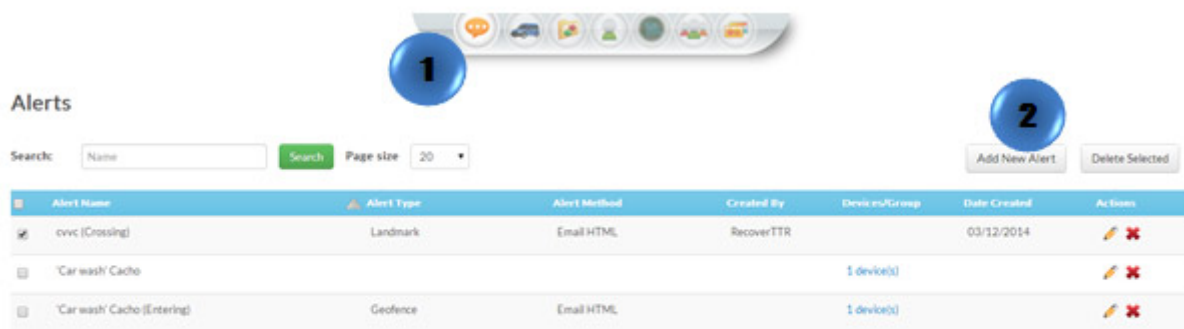 1
Alerts
2
Search: Name Search Page size 20 Add New Alert Delete Selected
Alert Name Alert Type Alert Method Created By Devices/Group Date Created Actions
cvvc (Crossing) Landmark Email HTML RecoverTTR 03/12/2014
'Car wash' Cacho 1 device(s)
'Car wash' Cacho (Entering) Geofence Email HTML 1 device(s)